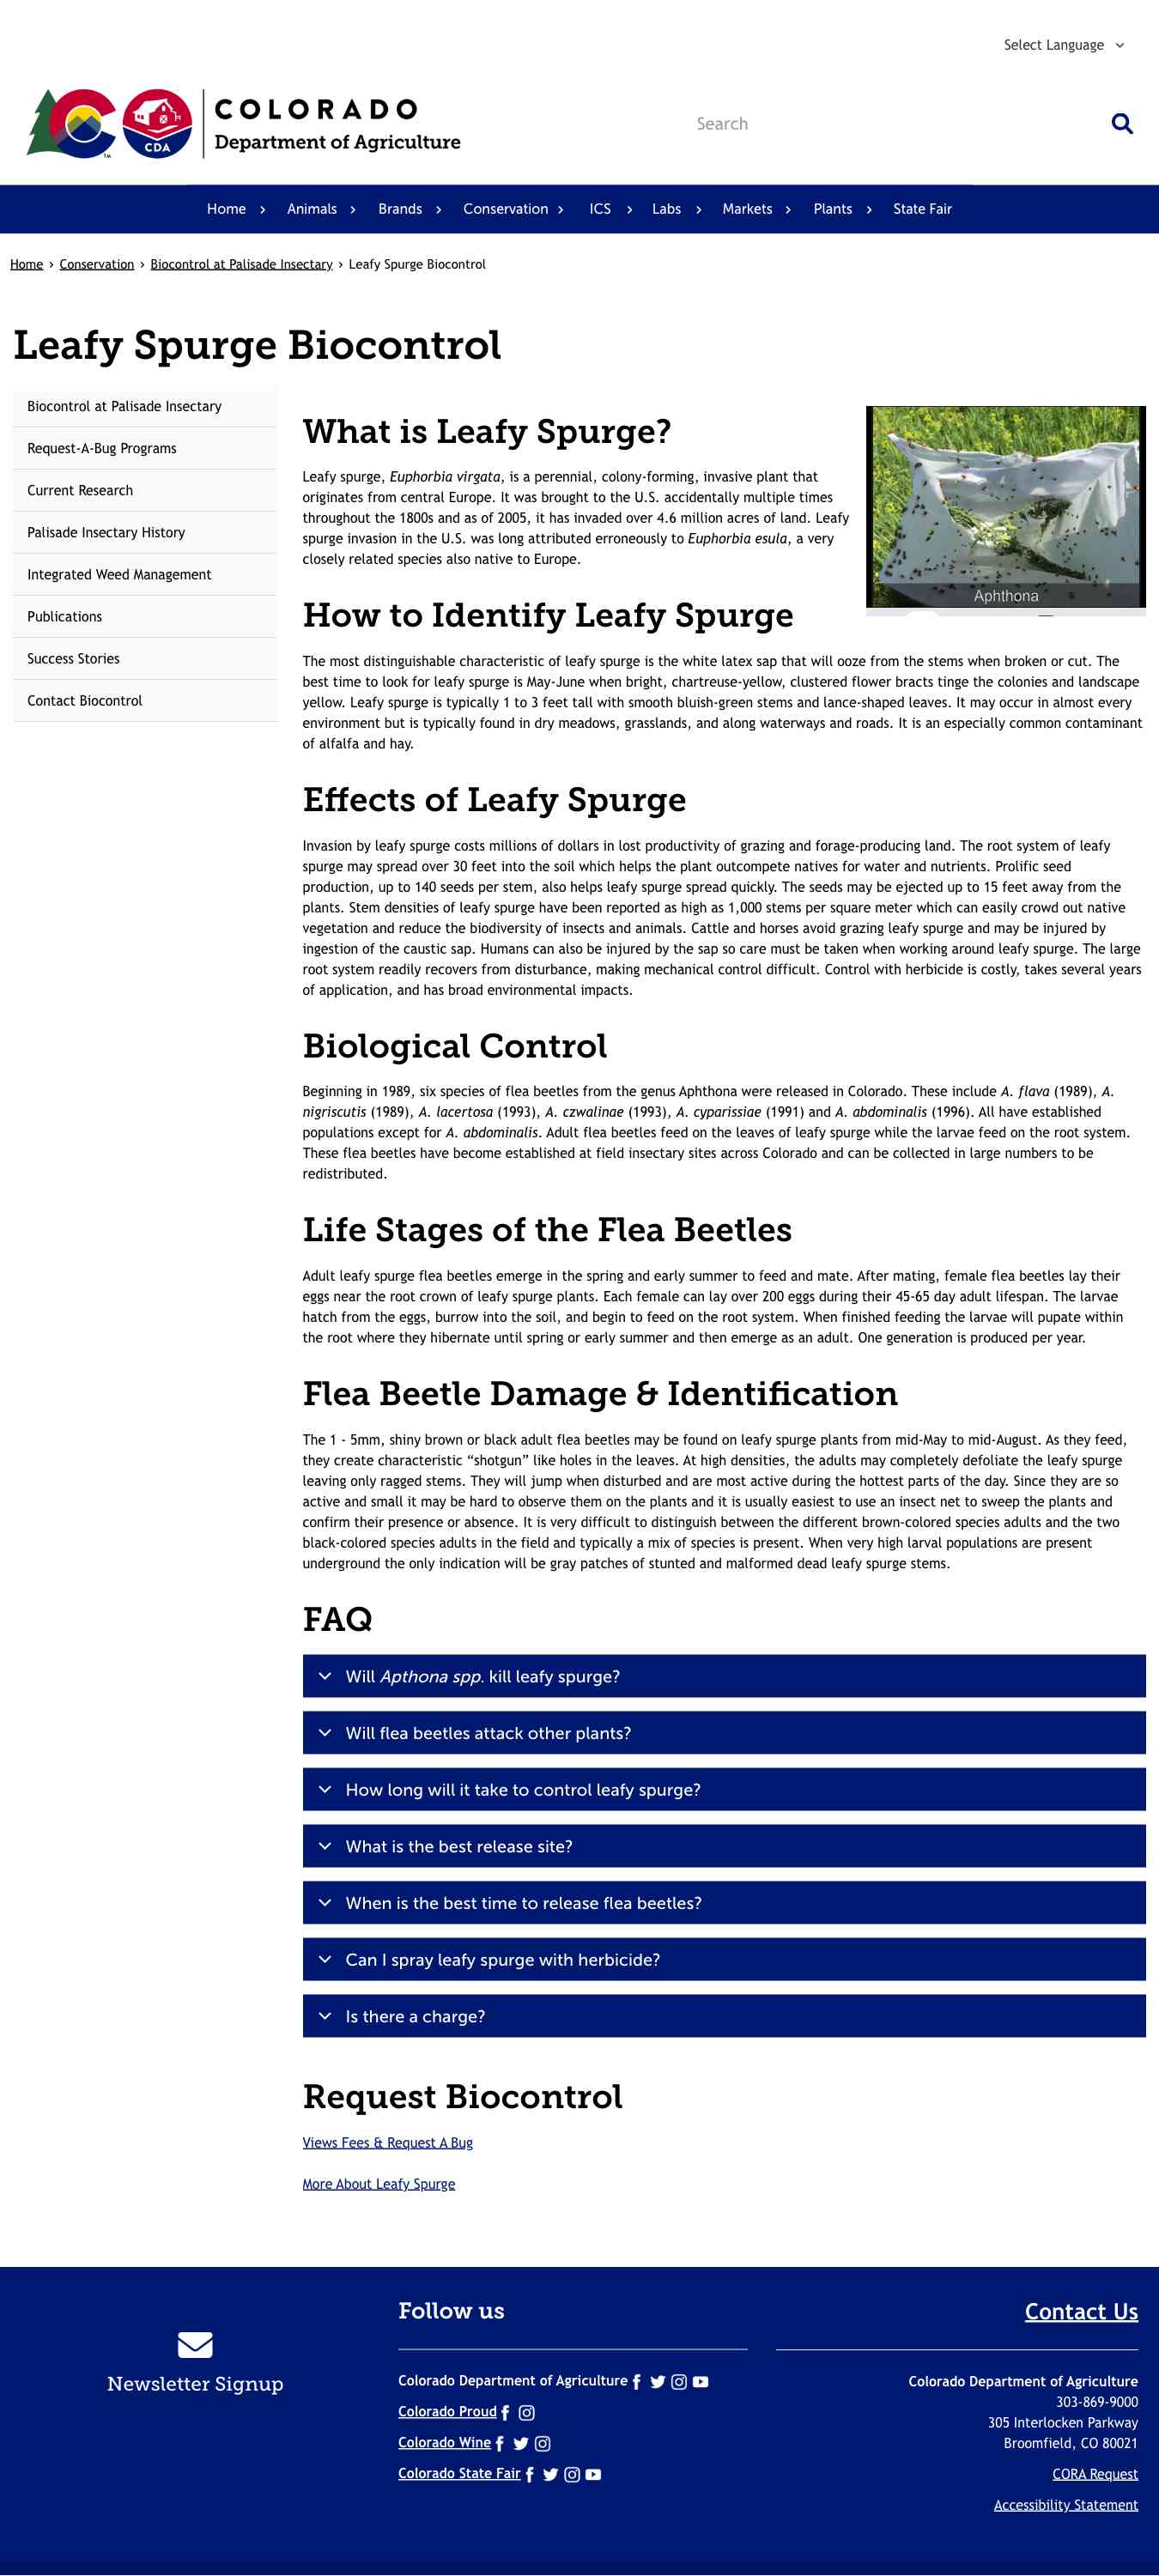 Select Language
CDA
TM
COLORADO
Department of Agriculture
Search
Home
Animals
Brands
Conservation
ICS
Labs
Markets
Plants
State Fair
Home › Conservation › Biocontrol at Palisade Insectary › Leafy Spurge Biocontrol
Leafy Spurge Biocontrol
Biocontrol at Palisade Insectary
Request-A-Bug Programs
Current Research
Palisade Insectary History
Integrated Weed Management
Publications
Success Stories
Contact Biocontrol
What is Leafy Spurge?
Leafy spurge, Euphorbia virgata, is a perennial, colony-forming, invasive plant that
originates from central Europe. It was brought to the U.S. accidentally multiple times
throughout the 1800s and as of 2005, it has invaded over 4.6 million acres of land. Leafy
spurge invasion in the U.S. was long attributed erroneously to Euphorbia esula, a very
closely related species also native to Europe.
Aphthona
How to Identify Leafy Spurge
The most distinguishable characteristic of leafy spurge is the white latex sap that will ooze from the stems when broken or cut. The
best time to look for leafy spurge is May-June when bright, chartreuse-yellow, clustered flower bracts tinge the colonies and landscape
yellow. Leafy spurge is typically 1 to 3 feet tall with smooth bluish-green stems and lance-shaped leaves. It may occur in almost every
environment but is typically found in dry meadows, grasslands, and along waterways and roads. It is an especially common contaminant
of alfalfa and hay.
Effects of Leafy Spurge
Invasion by leafy spurge costs millions of dollars in lost productivity of grazing and forage-producing land. The root system of leafy
spurge may spread over 30 feet into the soil which helps the plant outcompete natives for water and nutrients. Prolific seed
production, up to 140 seeds per stem, also helps leafy spurge spread quickly. The seeds may be ejected up to 15 feet away from the
plants. Stem densities of leafy spurge have been reported as high as 1,000 stems per square meter which can easily crowd out native
vegetation and reduce the biodiversity of insects and animals. Cattle and horses avoid grazing leafy spurge and may be injured by
ingestion of the caustic sap. Humans can also be injured by the sap so care must be taken when working around leafy spurge. The large
root system readily recovers from disturbance, making mechanical control difficult. Control with herbicide is costly, takes several years
of application, and has broad environmental impacts.
Biological Control
Beginning in 1989, six species of flea beetles from the genus Aphthona were released in Colorado. These include A. flava (1989), A.
nigriscutis (1989), A. lacertosa (1993), A. czwalinae (1993), A. cyparissiae (1991) and A. abdominalis (1996). All have established
populations except for A. abdominalis. Adult flea beetles feed on the leaves of leafy spurge while the larvae feed on the root system.
These flea beetles have become established at field insectary sites across Colorado and can be collected in large numbers to be
redistributed.
Life Stages of the Flea Beetles
Adult leafy spurge flea beetles emerge in the spring and early summer to feed and mate. After mating, female flea beetles lay their
eggs near the root crown of leafy spurge plants. Each female can lay over 200 eggs during their 45-65 day adult lifespan. The larvae
hatch from the eggs, burrow into the soil, and begin to feed on the root system. When finished feeding the larvae will pupate within
the root where they hibernate until spring or early summer and then emerge as an adult. One generation is produced per year.
Flea Beetle Damage & Identification
The 1 - 5mm, shiny brown or black adult flea beetles may be found on leafy spurge plants from mid-May to mid-August. As they feed,
they create characteristic “shotgun” like holes in the leaves. At high densities, the adults may completely defoliate the leafy spurge
leaving only ragged stems. They will jump when disturbed and are most active during the hottest parts of the day. Since they are so
active and small it may be hard to observe them on the plants and it is usually easiest to use an insect net to sweep the plants and
confirm their presence or absence. It is very difficult to distinguish between the different brown-colored species adults and the two
black-colored species adults in the field and typically a mix of species is present. When very high larval populations are present
underground the only indication will be gray patches of stunted and malformed dead leafy spurge stems.
FAQ
Will Apthona spp. kill leafy spurge?
Will flea beetles attack other plants?
How long will it take to control leafy spurge?
What is the best release site?
When is the best time to release flea beetles?
Can I spray leafy spurge with herbicide?
Is there a charge?
Request Biocontrol
Views Fees & Request A Bug
More About Leafy Spurge
Newsletter Signup
Follow us
Colorado Department of Agriculture
Colorado Proud
Colorado Wine
Colorado State Fair
Contact Us
Colorado Department of Agriculture
303-869-9000
305 Interlocken Parkway
Broomfield, CO 80021
CORA Request
Accessibility Statement